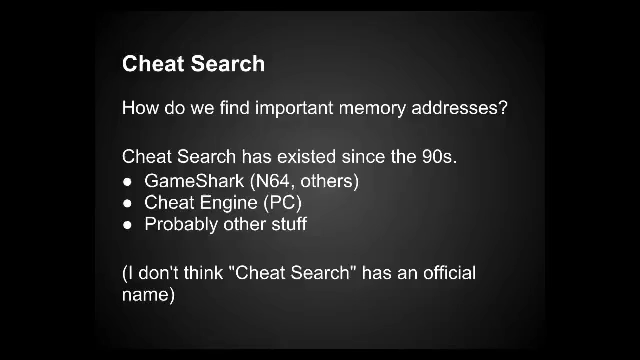 Cheat Search
How do we find important memory addresses?
Cheat Search has existed since the 90s.
● GameShark (N64, others)
● Cheat Engine (PC)
● Probably other stuff
(I don't think "Cheat Search" has an official
name)